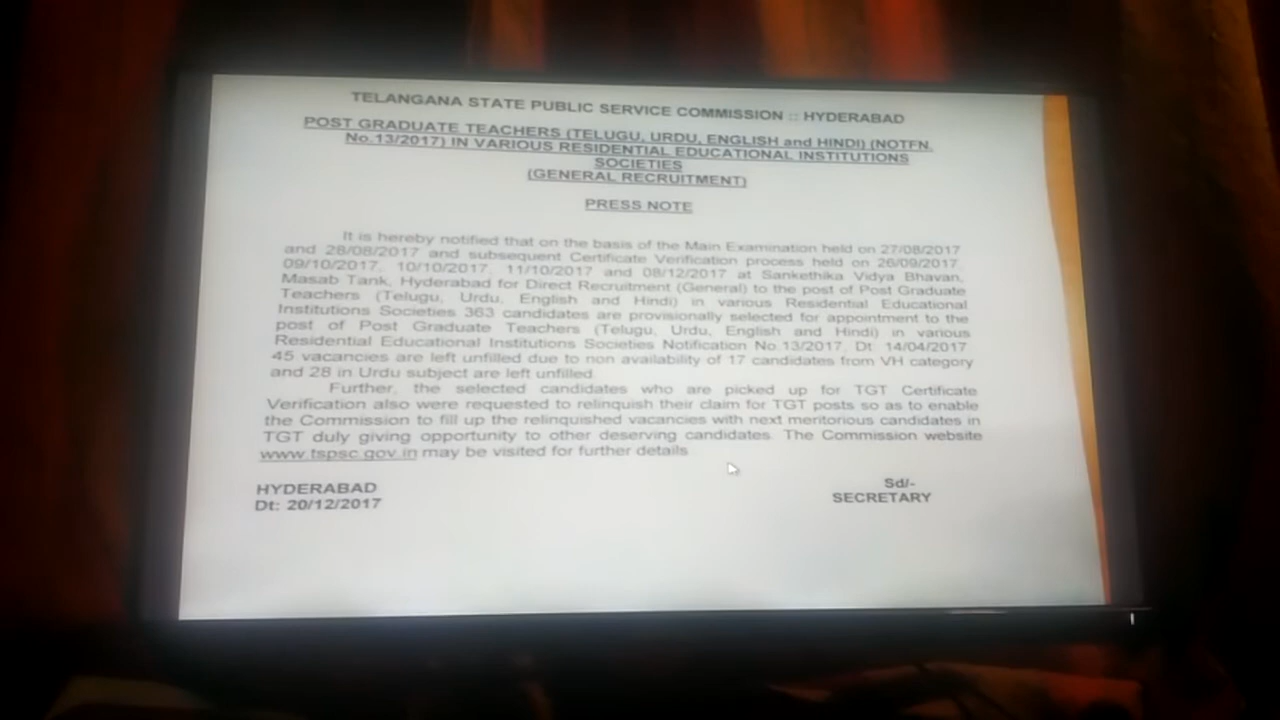 TELANGANA STATE PUBLIC SERVICE COMMISSION :: HYDERABAD
POST GRADUATE TEACHERS (TELUGU, URDU, ENGLISH and HINDI) (NOTFN.
No.13/2017) IN VARIOUS RESIDENTIAL EDUCATIONAL INSTITUTIONS
SOCIETIES
(GENERAL RECRUITMENT)
PRESS NOTE
It is hereby notified that on the basis of the Main Examination held on 27/08/2017
and 28/08/2017 and subsequent Certificate Verification process held on 26/09/2017,
09/10/2017, 10/10/2017, 11/10/2017 and 08/12/2017 at Sankethika Vidya Bhavan,
Masab Tank, Hyderabad for Direct Recruitment (General) to the post of Post Graduate
Teachers (Telugu, Urdu, English and Hindi) in various Residential Educational
Institutions Societies 363 candidates are provisionally selected for appointment to the
post of Post Graduate Teachers (Telugu, Urdu, English and Hindi) in various
Residential Educational Institutions Societies Notification No.13/2017, Dt: 14/04/2017.
45 vacancies are left unfilled due to non availability of 17 candidates from VH category
and 28 in Urdu subject are left unfilled.
Further, the selected candidates who are picked up for TGT Certificate
Verification also were requested to relinquish their claim for TGT posts so as to enable
the Commission to fill up the relinquished vacancies with next meritorious candidates in
TGT duly giving opportunity to other deserving candidates. The Commission website
www.tspsc.gov.in may be visited for further details.
HYDERABAD
Dt: 20/12/2017
Sd/-
SECRETARY